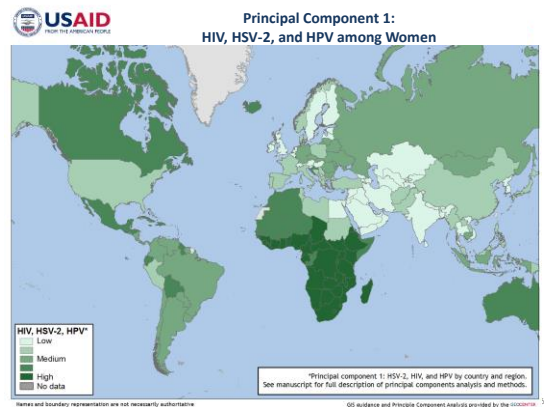 USAID
FROM THE AMERICAN PEOPLE
Principal Component 1:
HIV, HSV-2, and HPV among Women
HIV, HSV-2, HPV*
Low
Medium
High
No data
*Principal component 1: HSV-2, HIV, and HPV by country and region.
See manuscript for full description of principal components analysis and methods.
Names and boundary representation are not necessarily authoritative
GIS guidance and Principle Component Analysis provided by the GEOCENTER